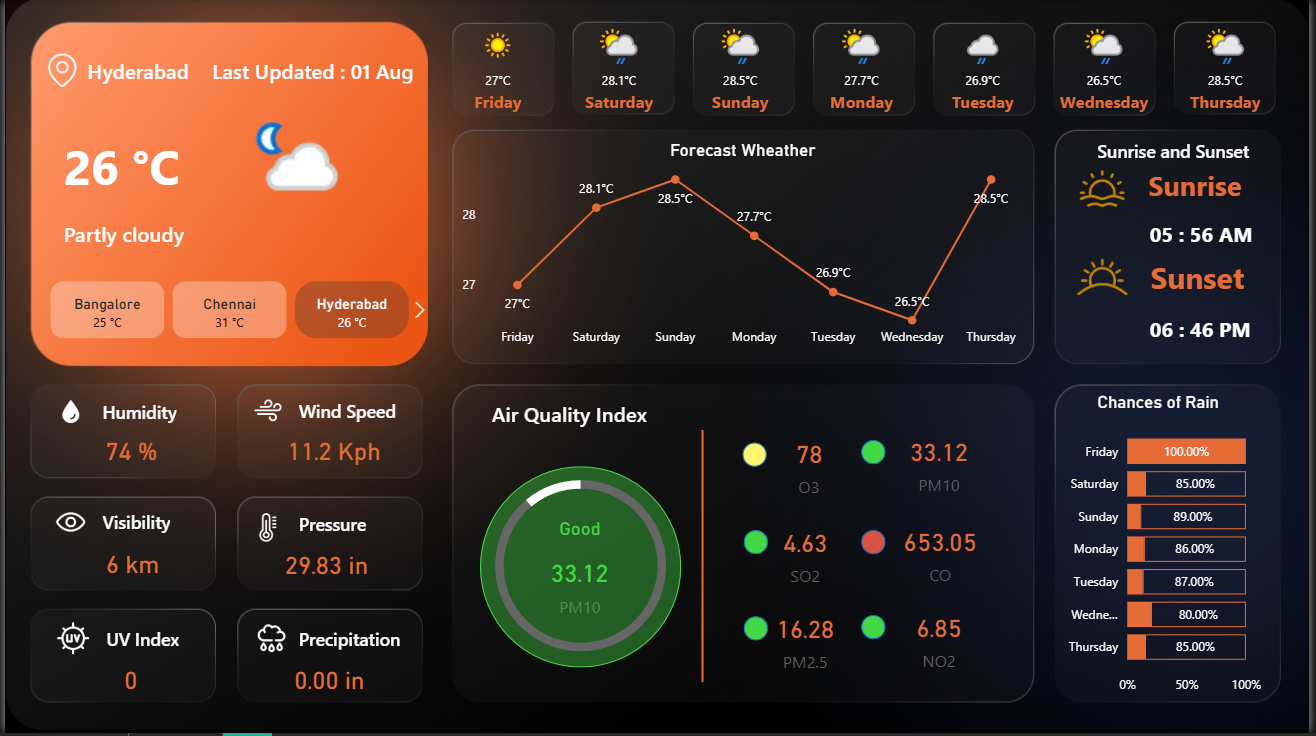 Hyderabad
Last Updated : 01 Aug
26 °C
Partly cloudy
Bangalore
25 °C
Chennai
31 °C
Hyderabad
26 °C
27°C
Friday
28.1°C
Saturday
28.5°C
Sunday
27.7°C
Monday
26.9°C
Tuesday
26.5°C
Wednesday
28.5°C
Thursday
Forecast Wheather
28
27
27°C
28.1°C
28.5°C
27.7°C
26.9°C
26.5°C
28.5°C
Friday
Saturday
Sunday
Monday
Tuesday
Wednesday
Thursday
Sunrise and Sunset
Sunrise
05 : 56 AM
Sunset
06 : 46 PM
Humidity
74 %
Wind Speed
11.2 Kph
Visibility
6 km
Pressure
29.83 in
UV
UV Index
0
Precipitation
0.00 in
Air Quality Index
Good
33.12
PM10
78
O3
33.12
PM10
4.63
SO2
653.05
CO
16.28
PM2.5
6.85
NO2
Chances of Rain
Friday 100.00%
Saturday 85.00%
Sunday 89.00%
Monday 86.00%
Tuesday 87.00%
Wedne... 80.00%
Thursday 85.00%
0% 50% 100%